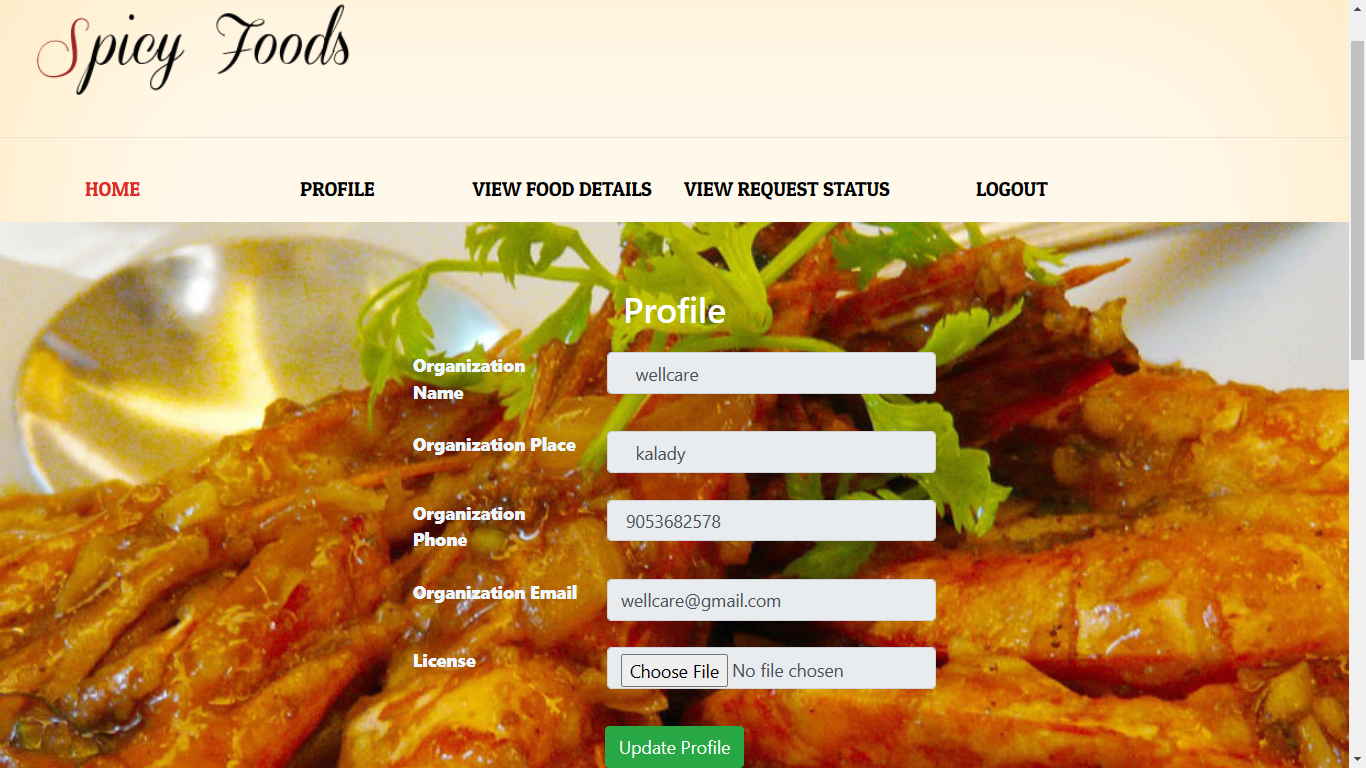 Spicy Foods
HOME PROFILE VIEW FOOD DETAILS VIEW REQUEST STATUS LOGOUT
Profile
Organization
Name
wellcare
Organization Place
kalady
Organization
Phone
9053682578
Organization Email
wellcare@gmail.com
License
Choose File No file chosen
Update Profile